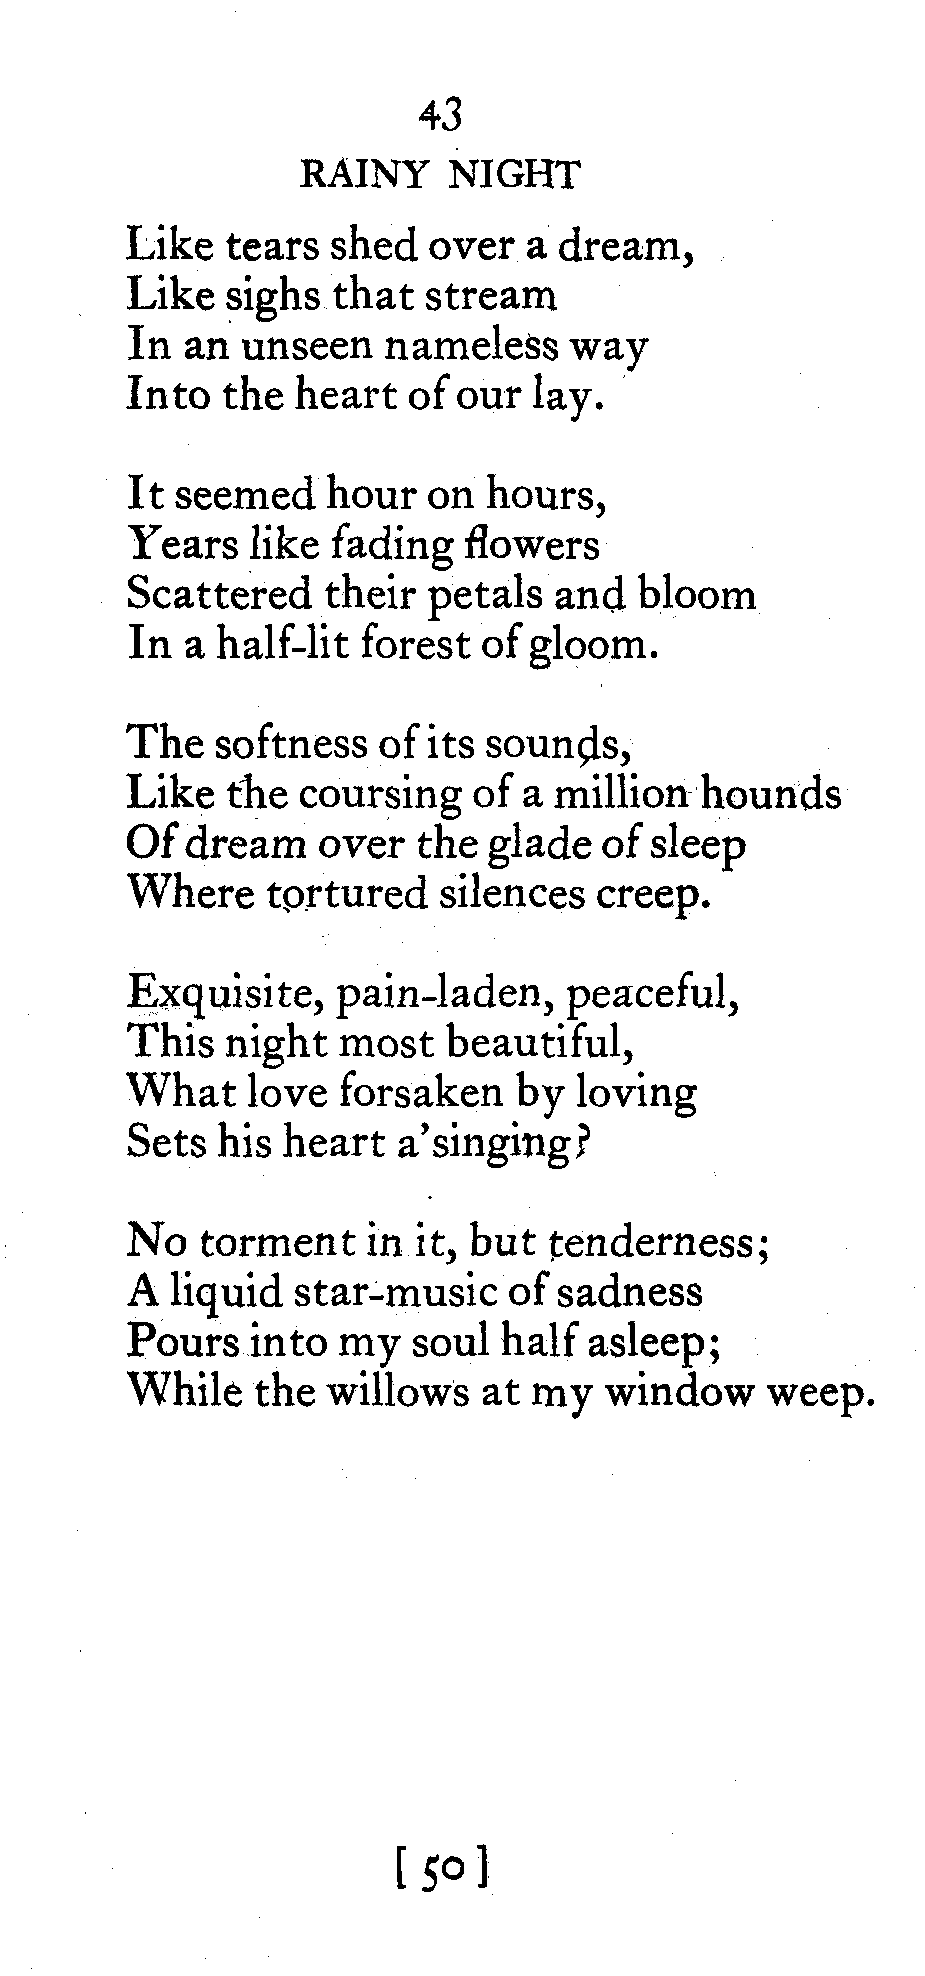 43
RAINY NIGHT
Like tears shed over a dream,
Like sighs that stream
In an unseen nameless way
Into the heart of our lay.
It seemed hour on hours,
Years like fading flowers
Scattered their petals and bloom
In a half-lit forest of gloom.
The softness of its sounds,
Like the coursing of a million hounds
Of dream over the glade of sleep
Where tortured silences creep.
Exquisite, pain-laden, peaceful,
This night most beautiful,
What love forsaken by loving
Sets his heart a'singing?
No torment in it, but tenderness;
A liquid star-music of sadness
Pours into my soul half asleep;
While the willows at my window weep.
[ 50 ]